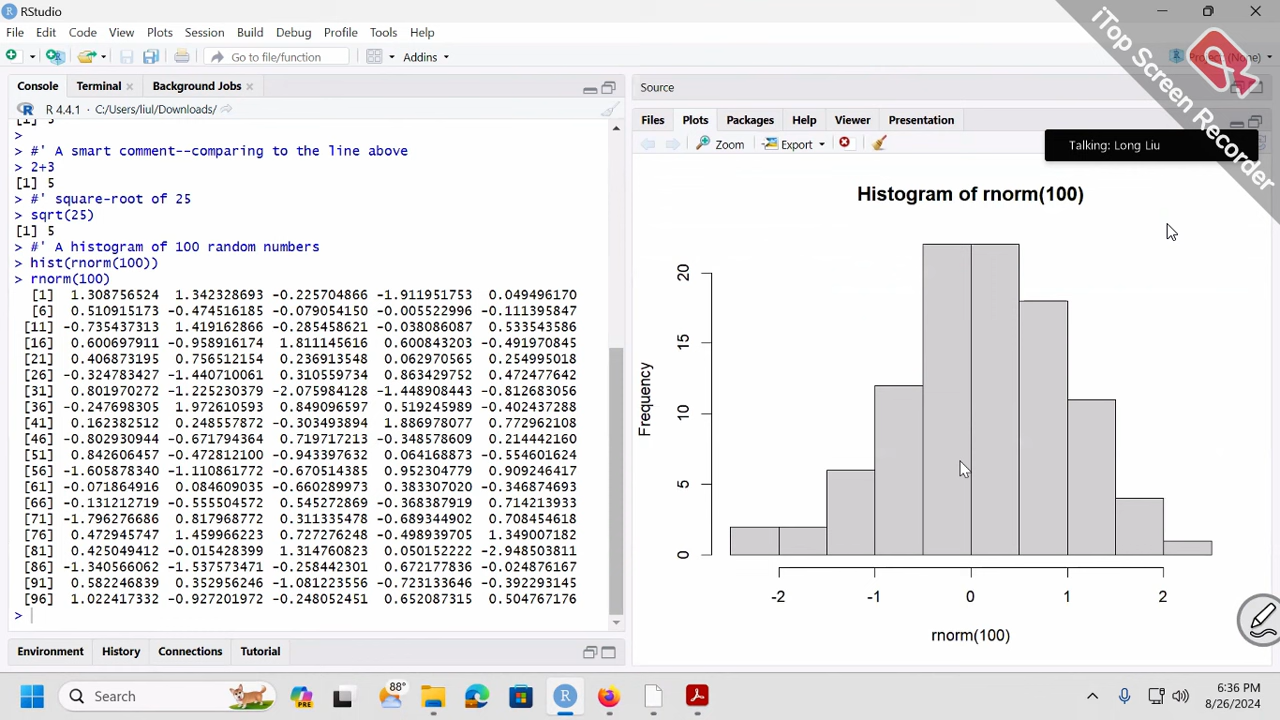 RStudio
File Edit Code View Plots Session Build Debug Profile Tools Help
Go to file/function Addins Project: (None)
iTop Screen Recorder
Console Terminal Background Jobs
R 4.4.1 · C:/Users/liul/Downloads/
[1] 5
>
> #' A smart comment--comparing to the line above
> 2+3
[1] 5
> #' square-root of 25
> sqrt(25)
[1] 5
> #' A histogram of 100 random numbers
> hist(rnorm(100))
> rnorm(100)
[1] 1.308756524 1.342328693 -0.225704866 -1.911951753 0.049496170
[6] 0.510915173 -0.474516185 -0.079054150 -0.005522996 -0.111395847
[11] -0.735437313 1.419162866 -0.285458621 -0.038086087 0.533543586
[16] 0.600697911 -0.958916174 1.811145616 0.600843203 -0.491970845
[21] 0.406873195 0.756512154 0.236913548 0.062970565 0.254995018
[26] -0.324783427 -1.440710061 0.310559734 0.863429752 0.472477642
[31] 0.801970272 -1.225230379 -2.075984128 -1.448908443 -0.812683056
[36] -0.247698305 1.972610593 0.849096597 0.519245989 -0.402437288
[41] 0.162382512 0.248557872 -0.303493894 1.886978077 0.772962108
[46] -0.802930944 -0.671794364 0.719717213 -0.348578609 0.214442160
[51] 0.842606457 -0.472812100 -0.943397632 0.064168873 -0.554601624
[56] -1.605878340 -1.110861772 -0.670514385 0.952304779 0.909246417
[61] -0.071864916 0.084609035 -0.660289973 0.383307020 -0.346874693
[66] -0.131212719 -0.555504572 0.545272869 -0.368387919 0.714213933
[71] -1.796276686 0.817968772 0.311335478 -0.689344902 0.708454618
[76] 0.472945747 1.459966223 0.727276248 -0.498939705 1.349007182
[81] 0.425049412 -0.015428399 1.314760823 0.050152222 -2.948503811
[86] -1.340566062 -1.537573471 -0.258442301 0.672177836 -0.024876167
[91] 0.582246839 0.352956246 -1.081223556 -0.723133646 -0.392293145
[96] 1.022417332 -0.927201972 -0.248052451 0.652087315 0.504767176
>
Environment History Connections Tutorial
Source
Files Plots Packages Help Viewer Presentation
Zoom Export
Talking: Long Liu
Histogram of rnorm(100)
Frequency
20
15
10
5
0
-2 -1 0 1 2
rnorm(100)
Search
PRE
88°
R
6:36 PM
8/26/2024